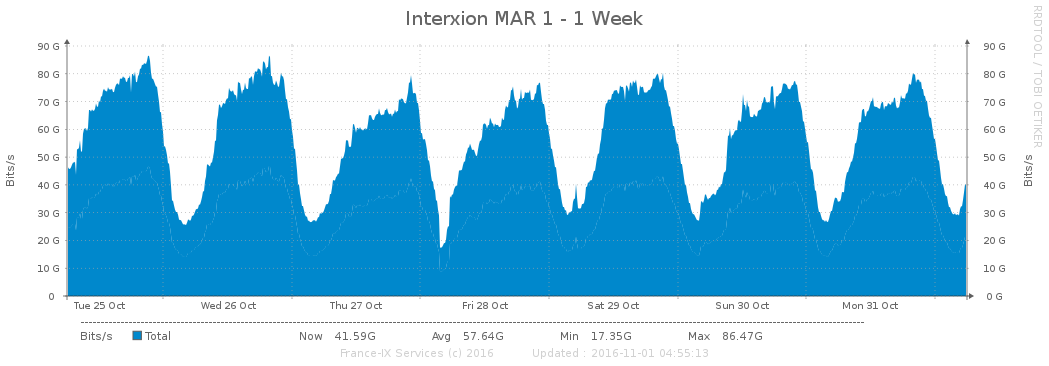 Interxion MAR 1 - 1 Week
RRDTOOL / TOBI OETIKER
Bits/s
90 G 90 G
80 G 80 G
70 G 70 G
60 G 60 G
50 G 50 G
40 G 40 G
30 G 30 G
20 G 20 G
10 G 10 G
0 0 G
Bits/s
Tue 25 Oct Wed 26 Oct Thu 27 Oct Fri 28 Oct Sat 29 Oct Sun 30 Oct Mon 31 Oct
Bits/s Total Now 41.59G Avg 57.64G Min 17.35G Max 86.47G
France-IX Services (c) 2016 Updated : 2016-11-01 04:55:13